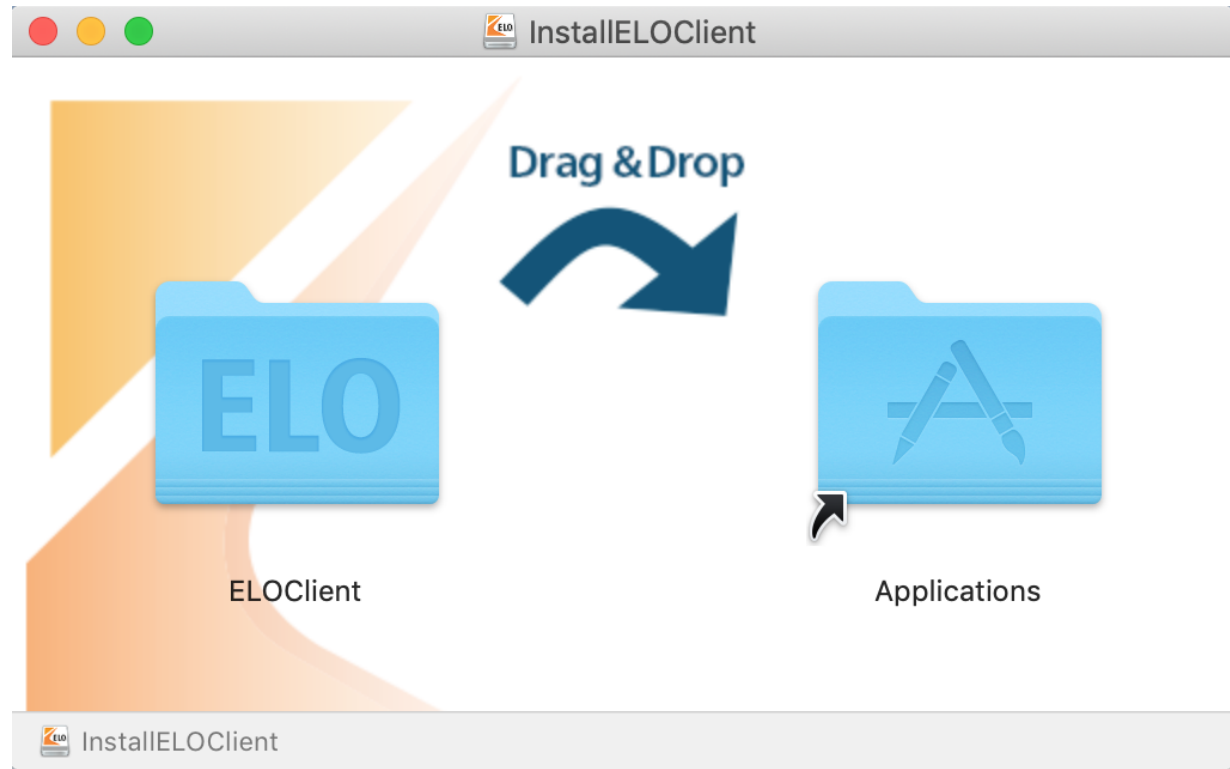 InstallELOClient
Drag & Drop
ELO
ELOClient
Applications
InstallELOClient